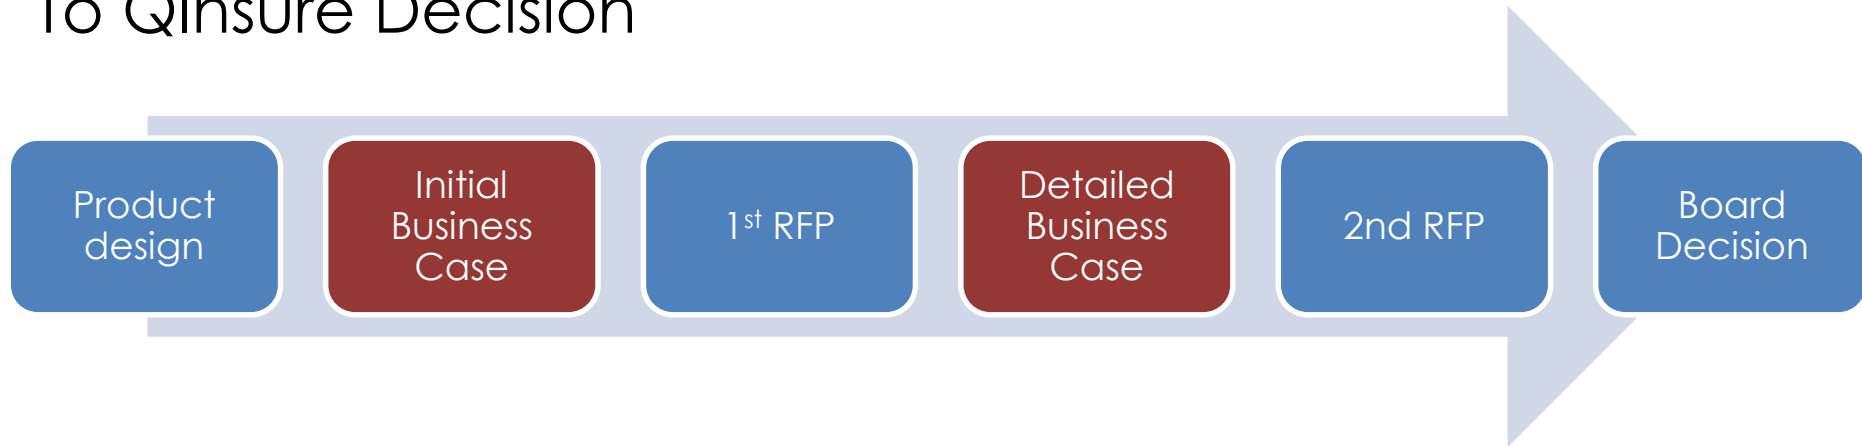 To Qinsure Decision
Product
design
Initial
Business
Case
1st RFP
Detailed
Business
Case
2nd RFP
Board
Decision